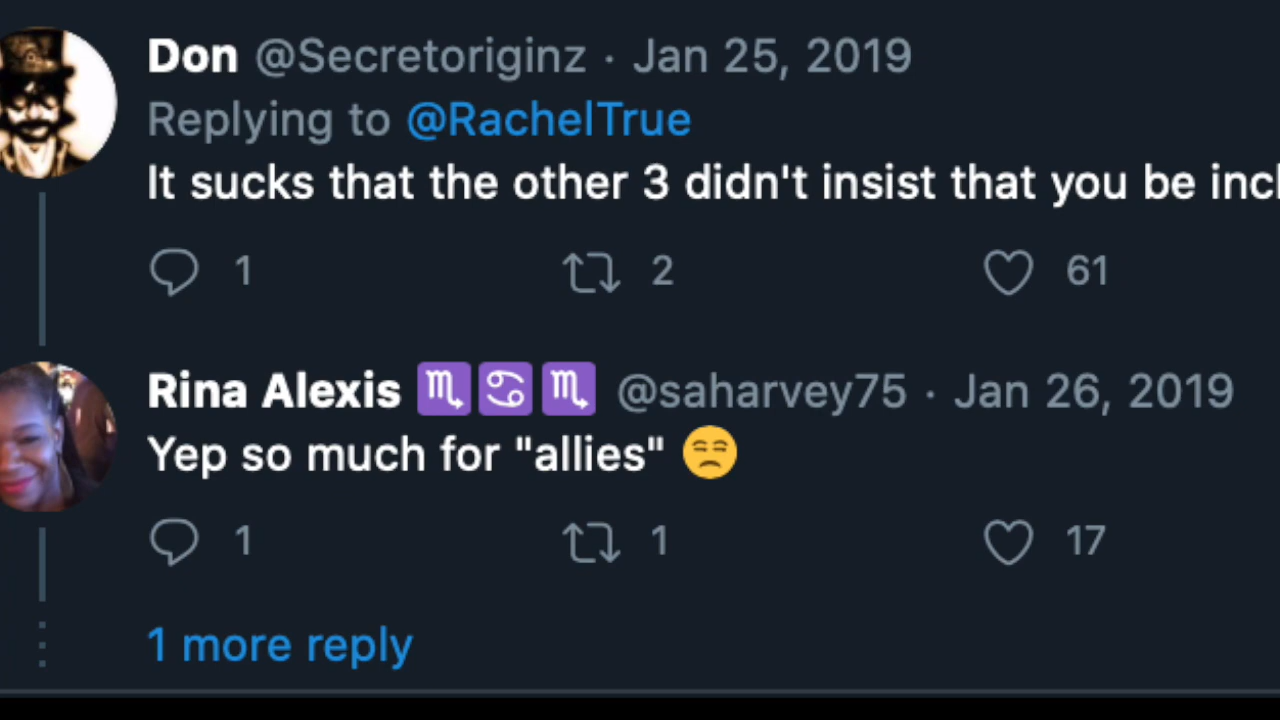 Don @Secretoriginz · Jan 25, 2019
Replying to @RachelTrue
It sucks that the other 3 didn't insist that you be
1 2 61
Rina Alexis ♏♋♏ @saharvey75 · Jan 26, 2019
Yep so much for "allies" 😒
1 1 17
1 more reply